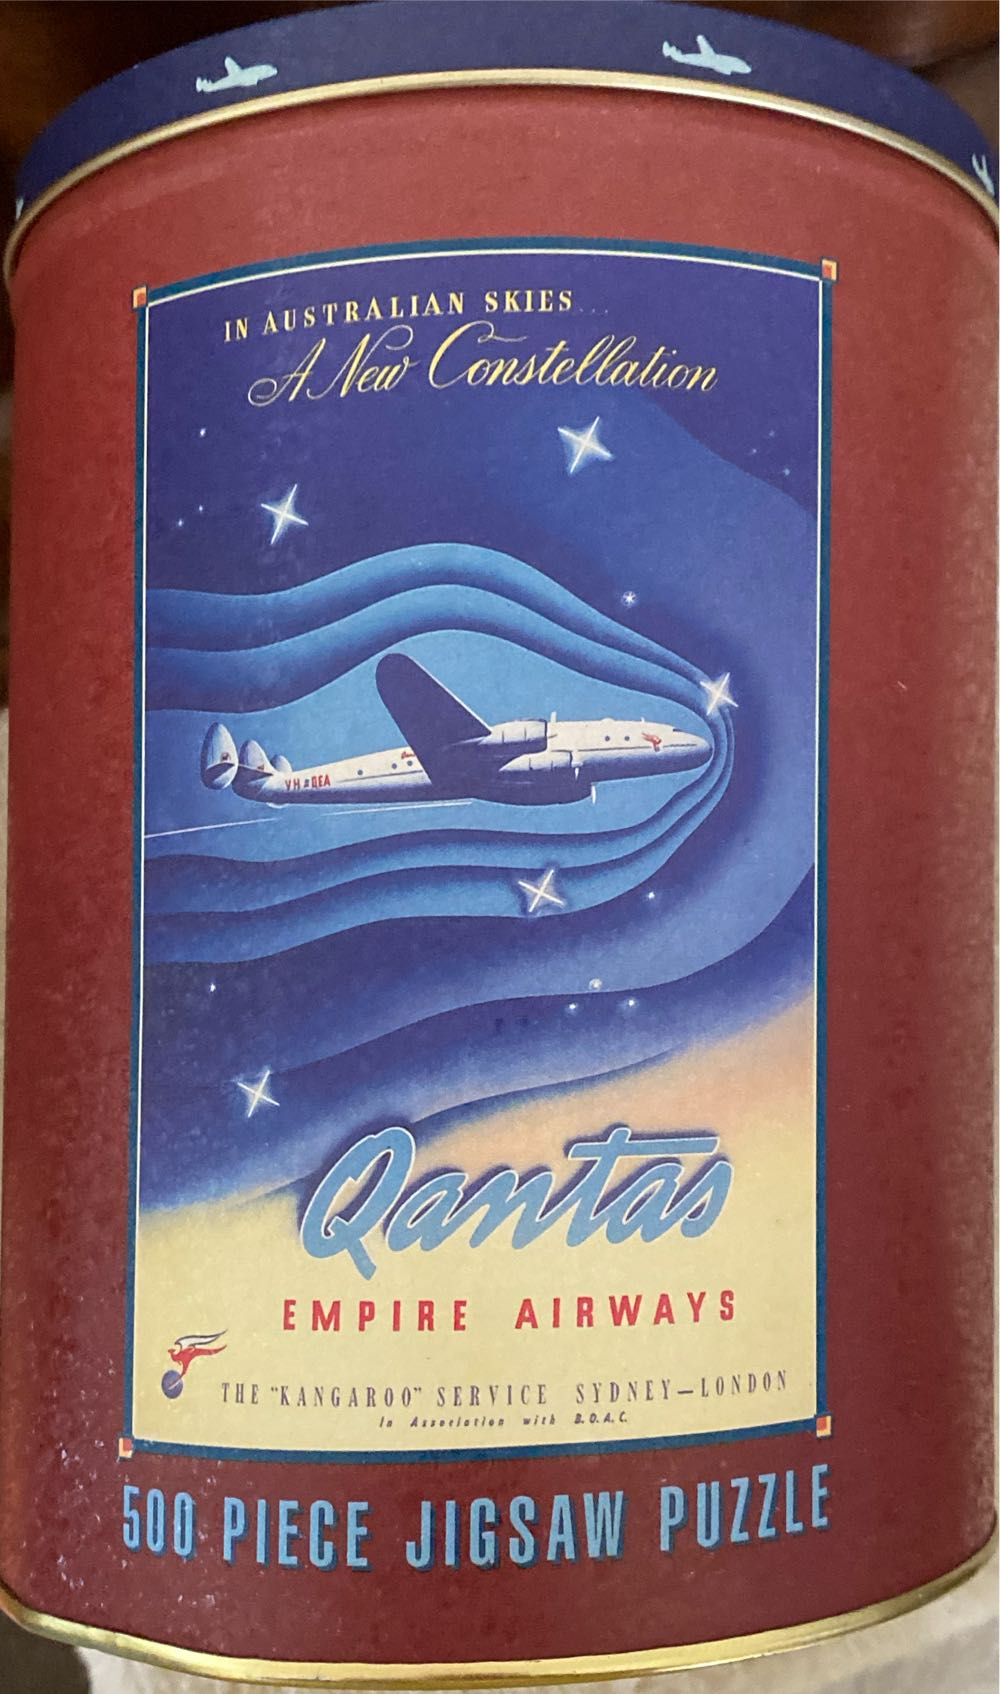 IN AUSTRALIAN SKIES...
A New Constellation
VH-QEA
Qantas
EMPIRE AIRWAYS
THE "KANGAROO" SERVICE SYDNEY—LONDON
In Association with B.O.A.C.
500 PIECE JIGSAW PUZZLE